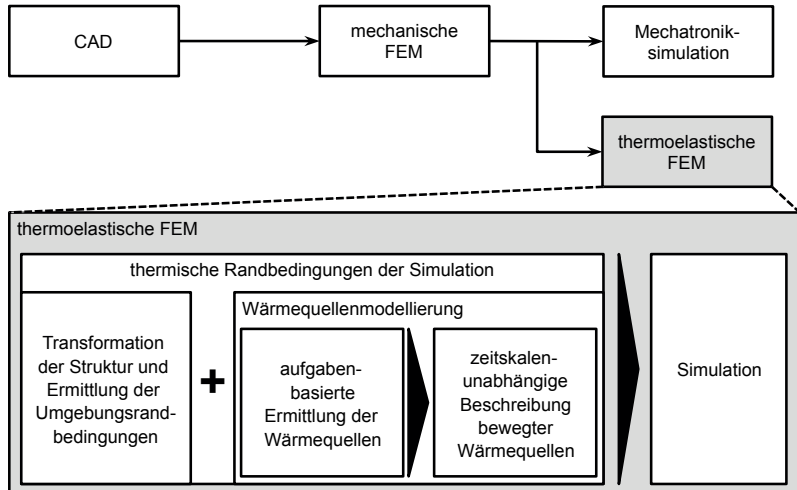 CAD
mechanische
FEM
Mechatronik-
simulation
thermoelastische
FEM
thermoelastische FEM
thermische Randbedingungen der Simulation
Transformation
der Struktur und
Ermittlung der
Umgebungsrand-
bedingungen
+
Wärmequellenmodellierung
aufgaben-
basierte
Ermittlung der
Wärmequellen
zeitskalen-
unabhängige
Beschreibung
bewegter
Wärmequellen
Simulation